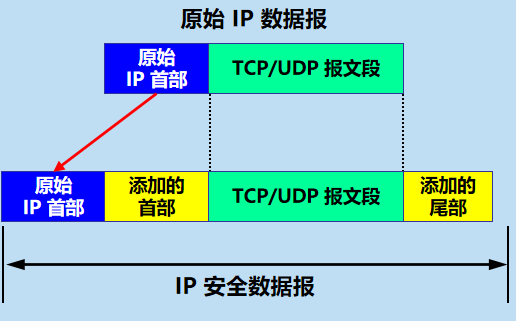 原始 IP 数据报
原始
IP 首部
TCP/UDP 报文段
原始
IP 首部
添加的
首部
TCP/UDP 报文段
添加的
尾部
IP 安全数据报